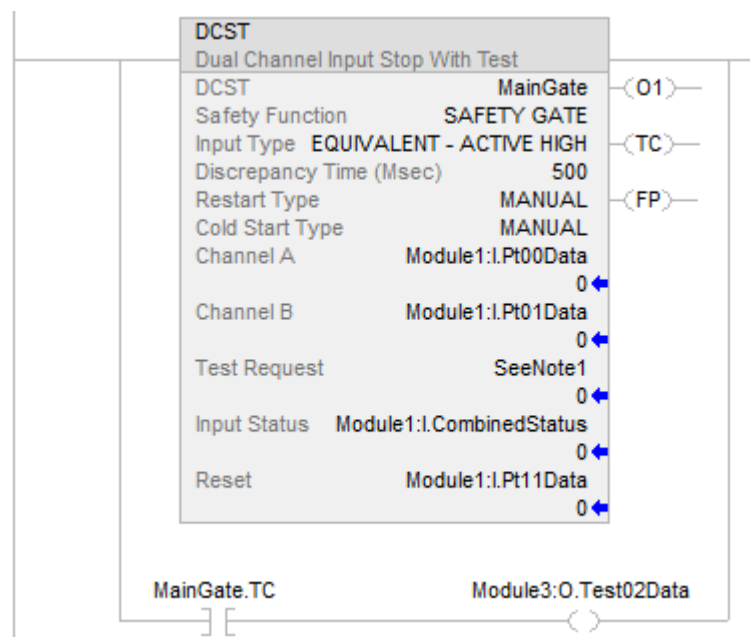 DCST
Dual Channel Input Stop With Test
DCST MainGate (O1)
Safety Function SAFETY GATE
Input Type EQUIVALENT - ACTIVE HIGH (TC)
Discrepancy Time (Msec) 500
Restart Type MANUAL (FP)
Cold Start Type MANUAL
Channel A Module1:I.Pt00Data
0
Channel B Module1:I.Pt01Data
0
Test Request SeeNote1
0
Input Status Module1:I.CombinedStatus
0
Reset Module1:I.Pt11Data
0
MainGate.TC Module3:O.Test02Data